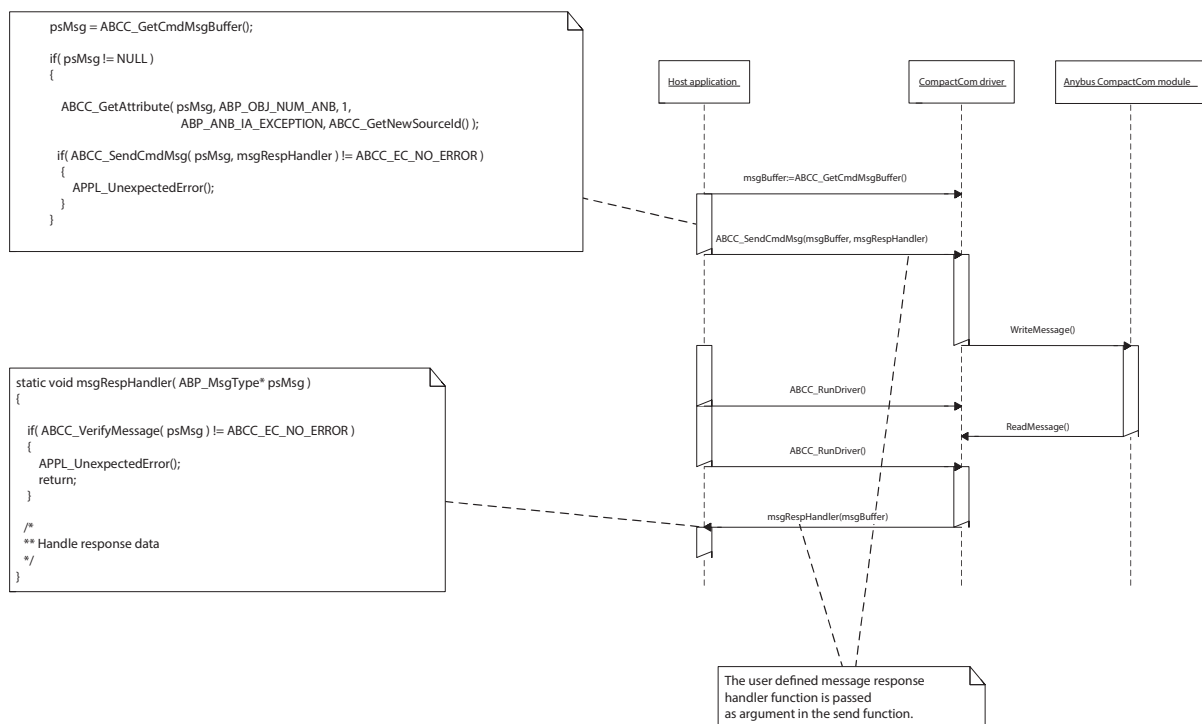 psMsg = ABCC_GetCmdMsgBuffer();
if( psMsg != NULL )
{
ABCC_GetAttribute( psMsg, ABP_OBJ_NUM_ANB, 1,
ABP_ANB_IA_EXCEPTION, ABCC_GetNewSourceId() );
if( ABCC_SendCmdMsg( psMsg, msgRespHandler ) != ABCC_EC_NO_ERROR )
{
APPL_UnexpectedError();
}
}
Host application
CompactCom driver
Anybus CompactCom module
msgBuffer:=ABCC_GetCmdMsgBuffer()
ABCC_SendCmdMsg(msgBuffer, msgRespHandler)
WriteMessage()
ABCC_RunDriver()
ReadMessage()
ABCC_RunDriver()
msgRespHandler(msgBuffer)
static void msgRespHandler( ABP_MsgType* psMsg )
{
if( ABCC_VerifyMessage( psMsg ) != ABCC_EC_NO_ERROR )
{
APPL_UnexpectedError();
return;
}
/*
** Handle response data
*/
}
The user defined message response
handler function is passed
as argument in the send function.